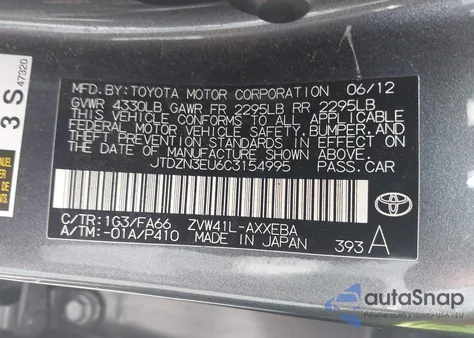 MFD. BY: TOYOTA MOTOR CORPORATION 06/12
GVWR 4330LB GAWR FR 2295LB RR 2295LB
THIS VEHICLE CONFORMS TO ALL APPLICABLE
FEDERAL MOTOR VEHICLE SAFETY, BUMPER, AND
THEFT PREVENTION STANDARDS IN EFFECT ON
THE DATE OF MANUFACTURE SHOWN ABOVE.
JTDZN3EU6C3154995 PASS.CAR
C/TR: 1G3/FA66 ZVW41L-AXXEBA
A/TM: -01A/P410 MADE IN JAPAN 393 A
3 S
47320
autoSnap